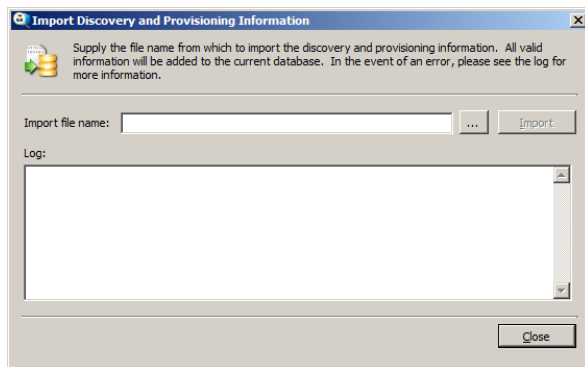 Import Discovery and Provisioning Information
Supply the file name from which to import the discovery and provisioning information. All valid
information will be added to the current database. In the event of an error, please see the log for
more information.
Import file name:
...
Import
Log:
Close